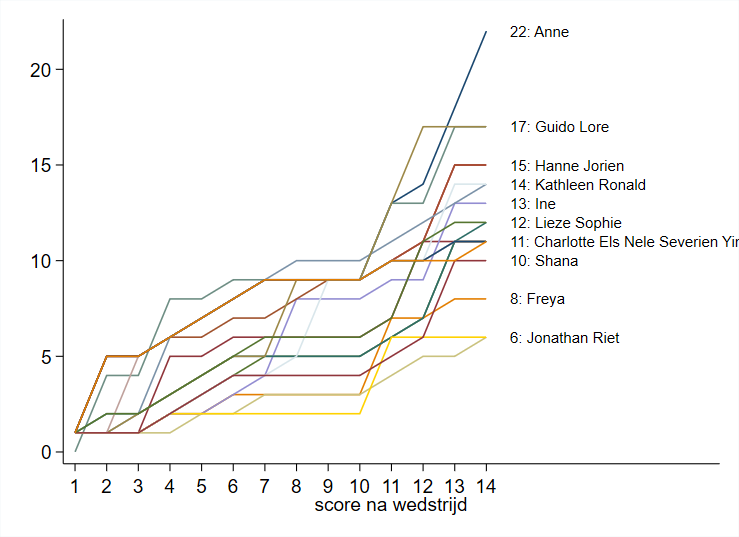 22: Anne
20
17: Guido Lore
15
15: Hanne Jorien
14: Kathleen Ronald
13: Ine
12: Lieze Sophie
11: Charlotte Els Nele Severien
10
10: Shana
8: Freya
5
6: Jonathan Riet
0
1 2 3 4 5 6 7 8 9 10 11 12 13 14
score na wedstrijd